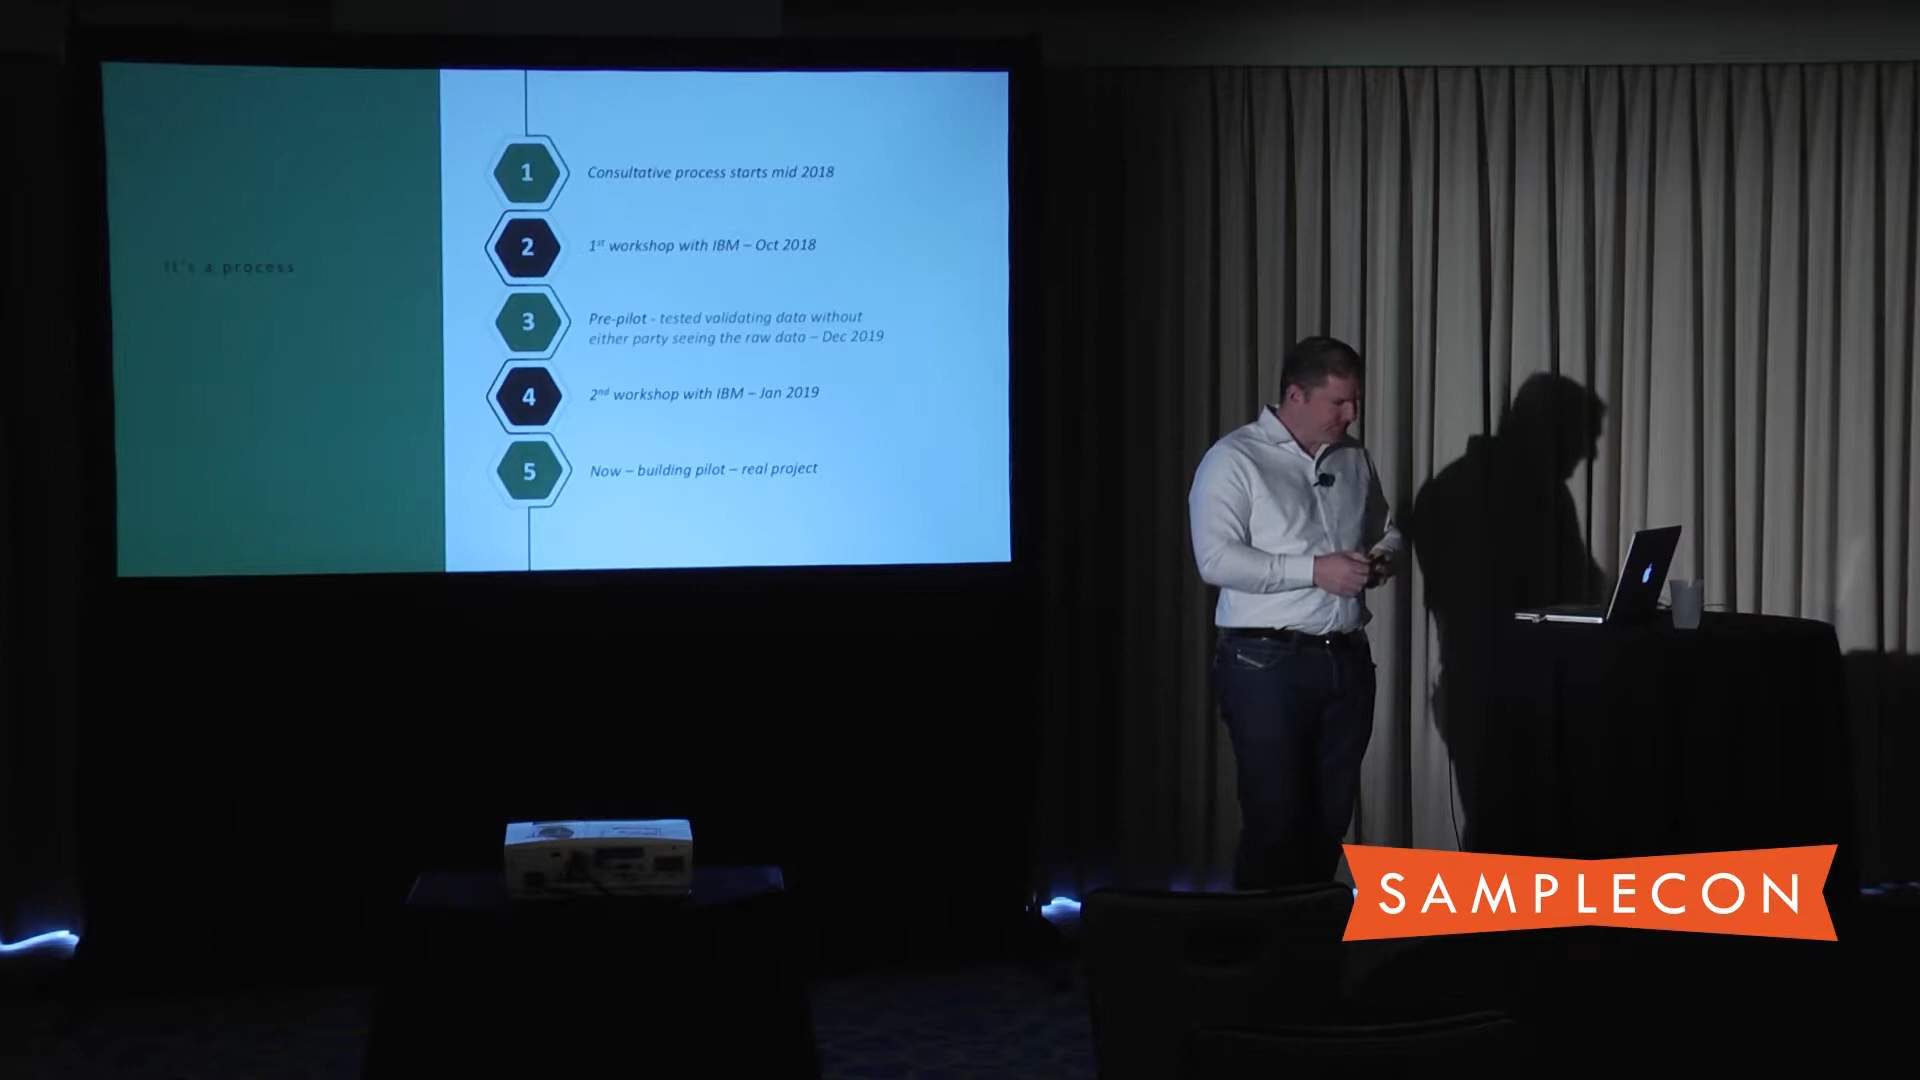 It's a process
1
Consultative process starts mid 2018
2
1st workshop with IBM – Oct 2018
3
Pre-pilot - tested validating data without
either party seeing the raw data – Dec 2019
4
2nd workshop with IBM – Jan 2019
5
Now – building pilot – real project
SAMPLECON